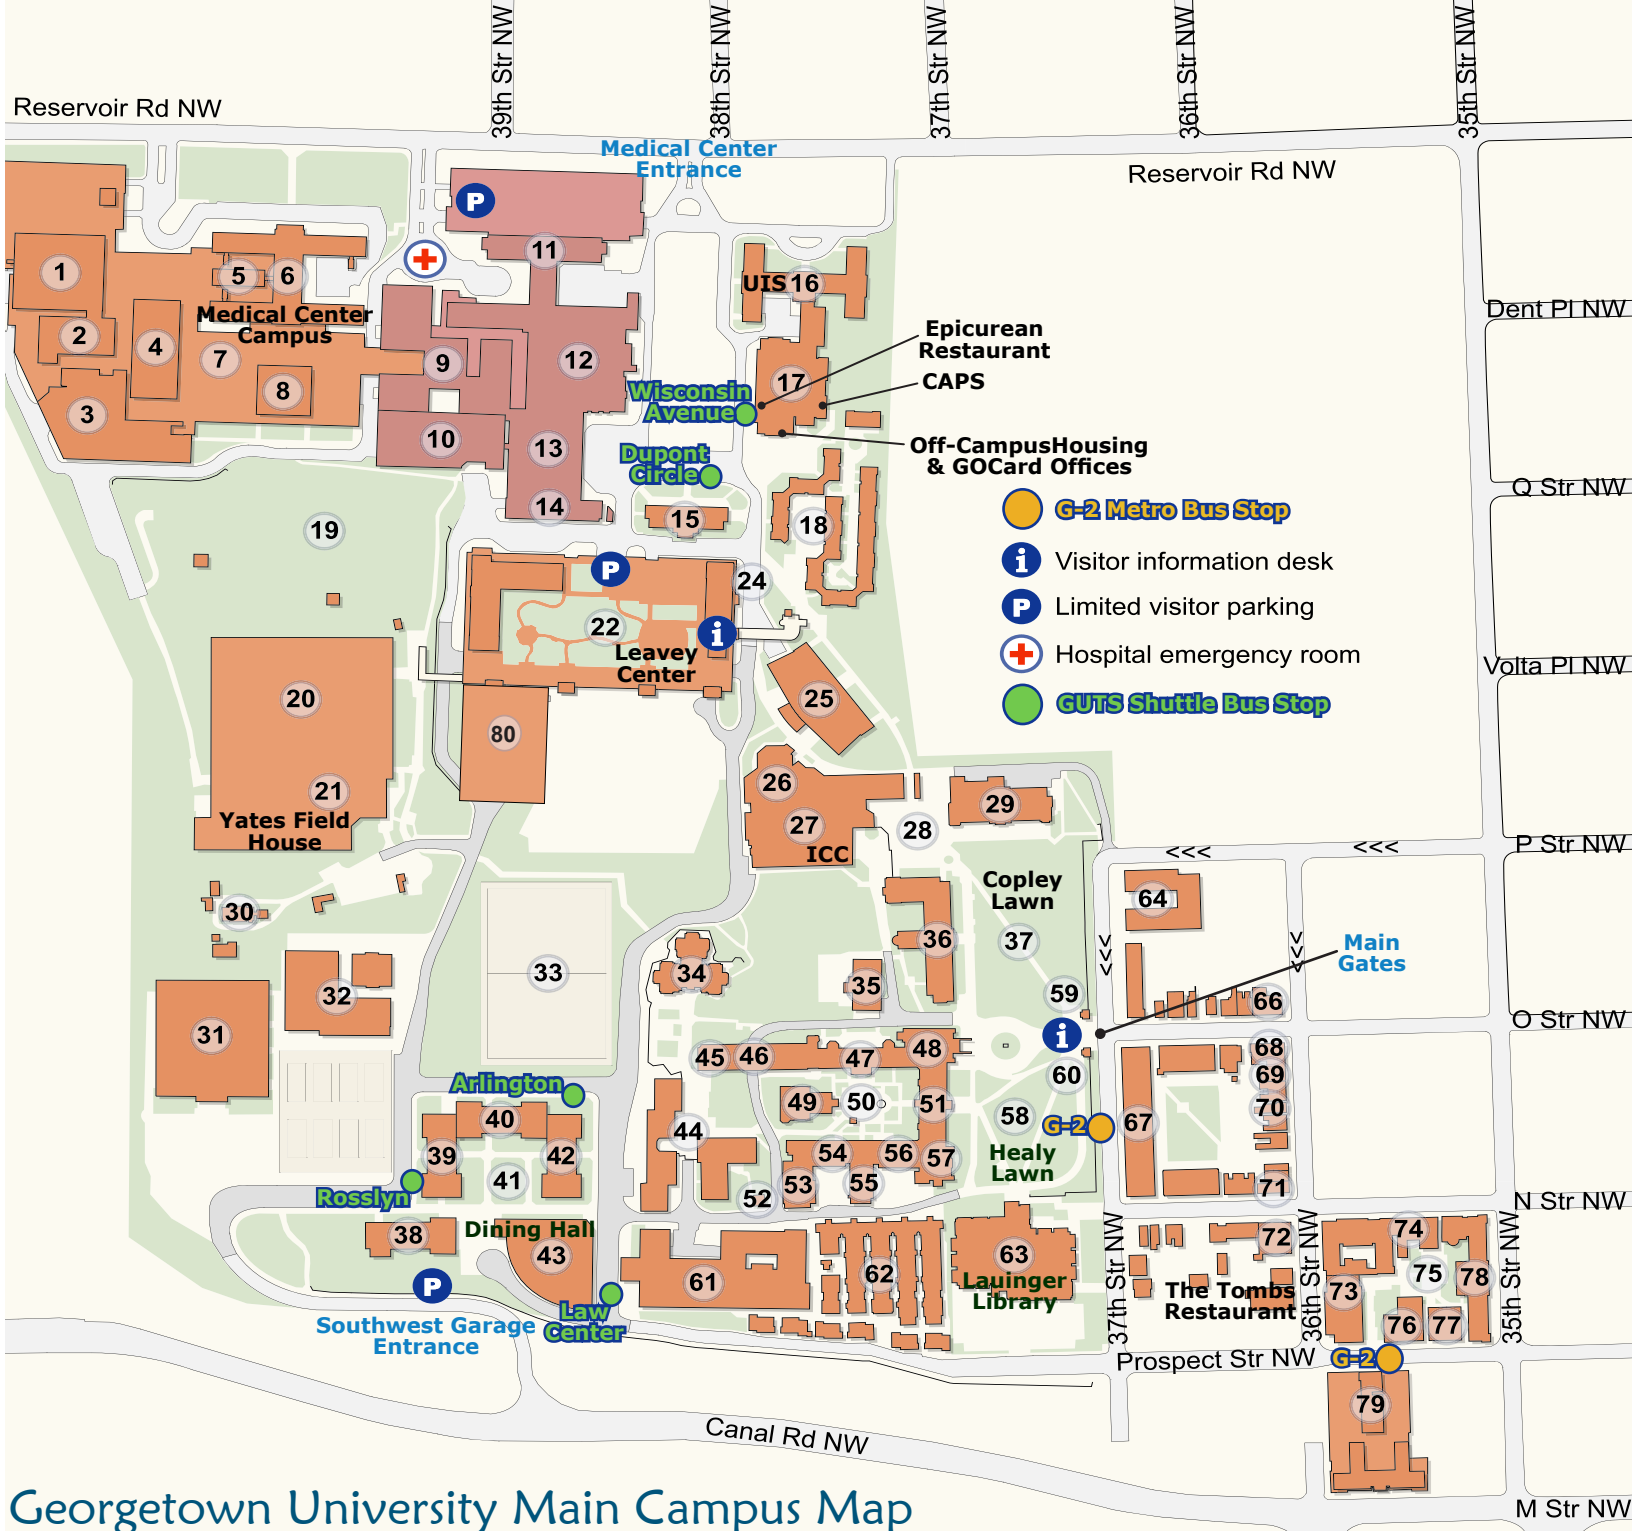 39th Str NW
38th Str NW
37th Str NW
36th Str NW
35th Str NW
Reservoir Rd NW
Medical Center
Entrance
Reservoir Rd NW
P
11
1
5
6
UIS
16
Medical Center
Campus
Dent Pl NW
2
4
7
8
9
12
17
Epicurean
Restaurant
CAPS
Wisconsin
Avenue
3
10
13
Off-CampusHousing
& GOCard Offices
Dupont
Circle
Q Str NW
14
15
18
19
G-2 Metro Bus Stop
i
Visitor information desk
P
Limited visitor parking
Hospital emergency room
GUTS Shuttle Bus Stop
P
24
22
i
Leavey
Center
Volta Pl NW
20
25
80
21
26
29
27
28
Yates Field
House
ICC
P Str NW
<<<
<<<
Copley
Lawn
64
30
36
37
<<<
<<<
Main
Gates
33
34
35
32
59
66
31
i
O Str NW
45
46
47
48
68
60
69
Arlington
49
50
51
58
70
40
44
G-2
67
39
42
54
56
57
Healy
Lawn
41
53
55
52
71
Rosslyn
N Str NW
38
Dining Hall
43
61
62
63
Lauinger
Library
37th Str NW
72
36th Str NW
74
75
78
73
35th Str NW
P
The Tombs
Restaurant
Law
Center
76
77
Southwest Garage
Entrance
Prospect Str NW
G-2
79
Canal Rd NW
Georgetown University Main Campus Map
M Str NW